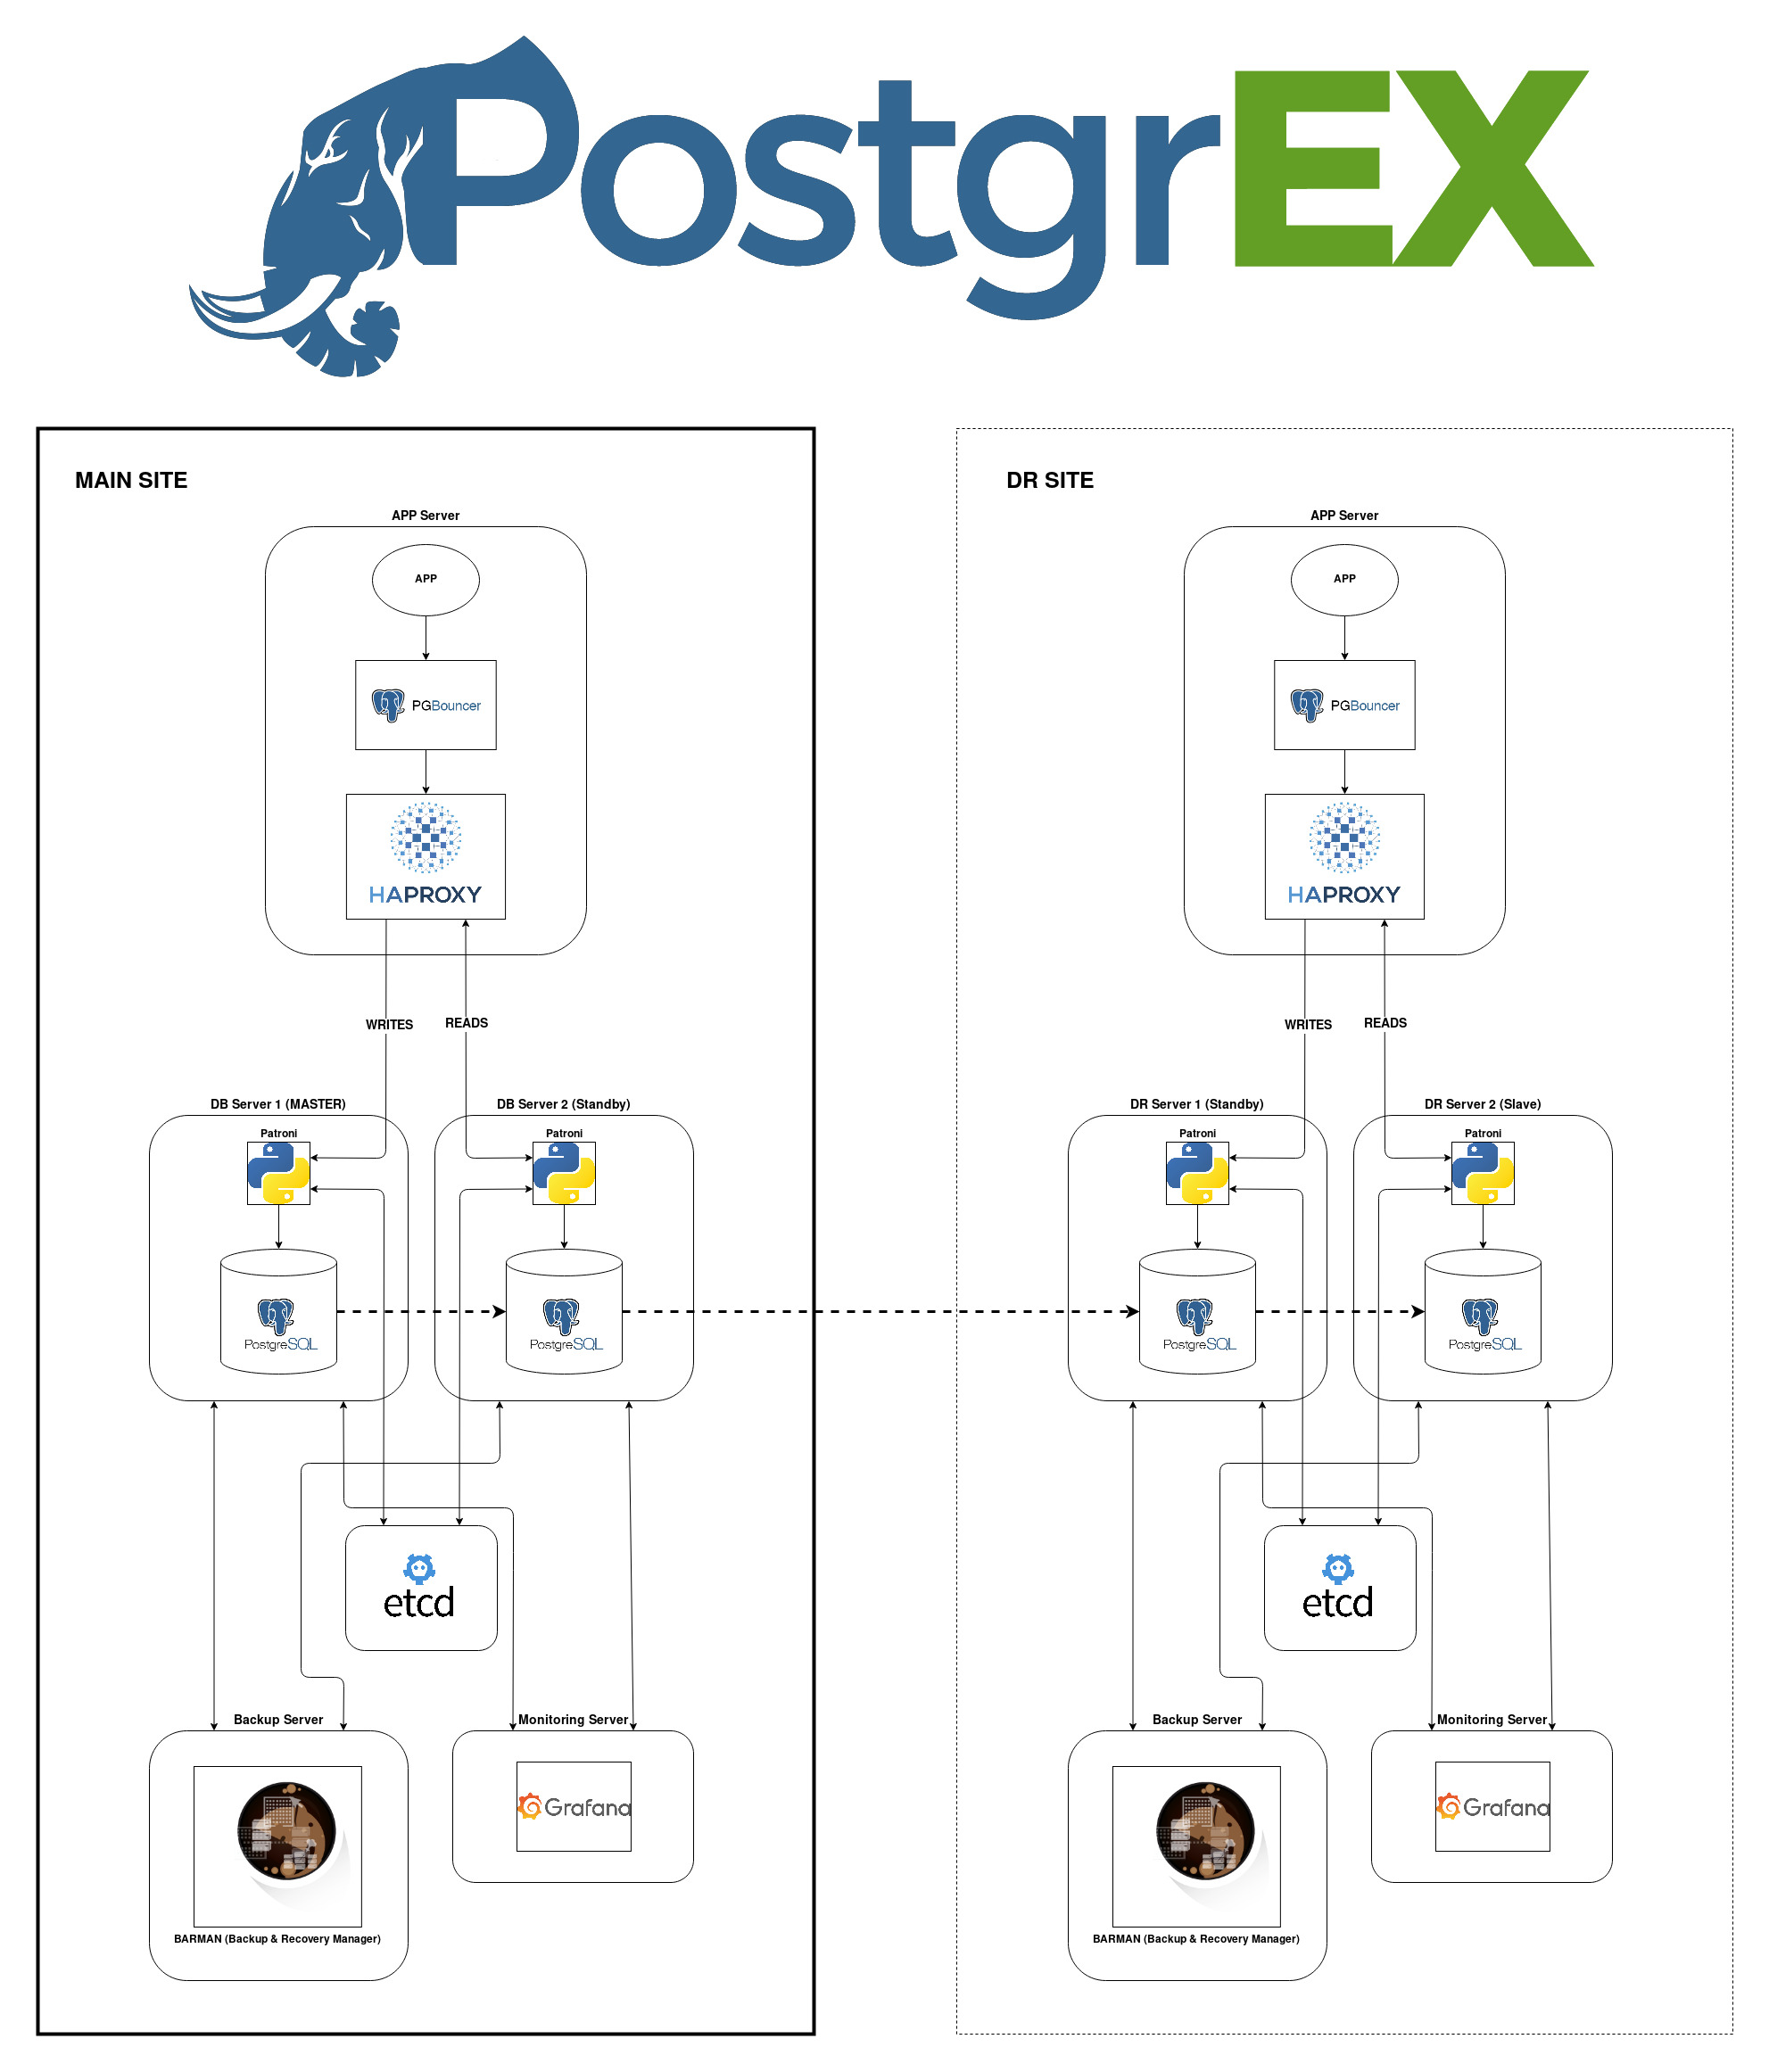 PostgrEX
MAIN SITE
APP Server
APP
PGBouncer
HAPROXY
WRITES
READS
DB Server 1 (MASTER)
DB Server 2 (Standby)
Patroni
Patroni
PostgreSQL
PostgreSQL
etcd
Backup Server
Monitoring Server
Grafana
BARMAN (Backup & Recovery Manager)
DR SITE
APP Server
APP
PGBouncer
HAPROXY
WRITES
READS
DR Server 1 (Standby)
DR Server 2 (Slave)
Patroni
Patroni
PostgreSQL
PostgreSQL
etcd
Backup Server
Monitoring Server
Grafana
BARMAN (Backup & Recovery Manager)